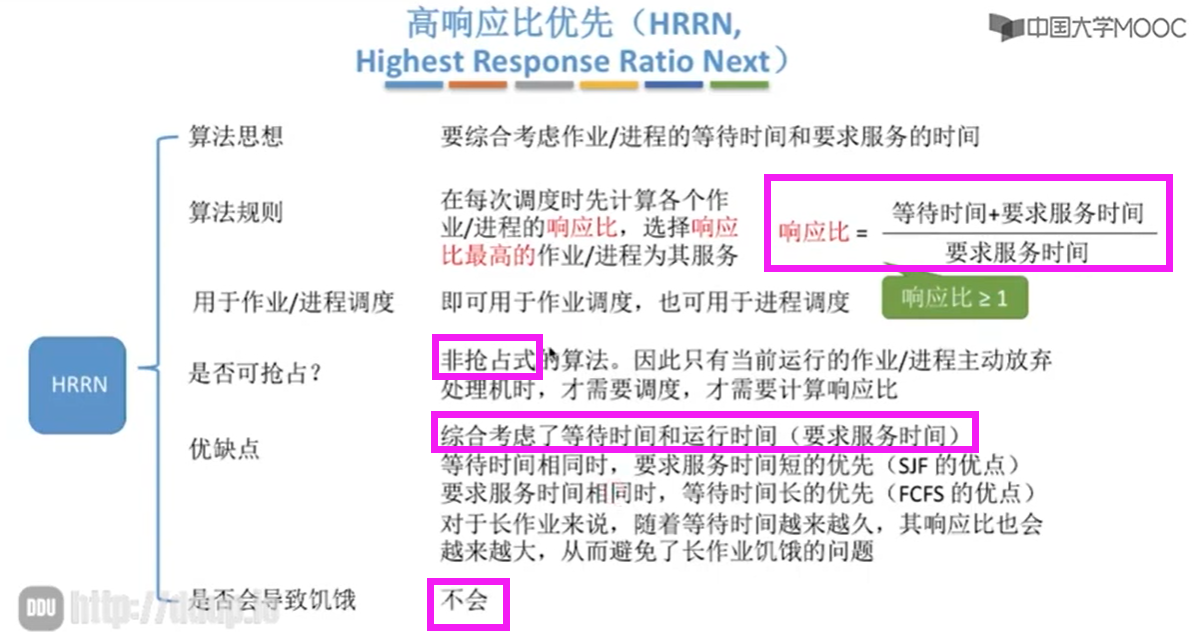 高响应比优先（HRRN,
Highest Response Ratio Next）
中国大学MOOC
算法思想
要综合考虑作业/进程的等待时间和要求服务的时间
算法规则
在每次调度时先计算各个作
业/进程的响应比，选择响应
比最高的作业/进程为其服务
响应比 = 等待时间+要求服务时间
要求服务时间
响应比 ≥ 1
用于作业/进程调度
即可用于作业调度，也可用于进程调度
HRRN
是否可抢占？
非抢占式的算法。因此只有当前运行的作业/进程主动放弃
处理机时，才需要调度，才需要计算响应比
优缺点
综合考虑了等待时间和运行时间（要求服务时间）
等待时间相同时，要求服务时间短的优先（SJF 的优点）
要求服务时间相同时，等待时间长的优先（FCFS 的优点）
对于长作业来说，随着等待时间越来越久，其响应比也会
越来越大，从而避免了长作业饥饿的问题
是否会导致饥饿
不会
DDU